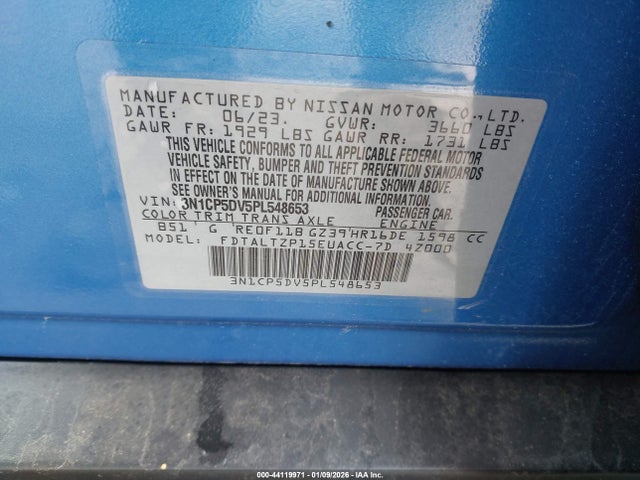 MANUFACTURED BY NISSAN MOTOR CO., LTD.
DATE: 06/23. GVWR: 3660 LBS
GAWR FR: 1929 LBS GAWR RR: 1731 LBS
THIS VEHICLE CONFORMS TO ALL APPLICABLE FEDERAL MOTOR
VEHICLE SAFETY, BUMPER AND THEFT PREVENTION STANDARDS
IN EFFECT ON THE DATE OF MANUFACTURE SHOWN ABOVE.
SEE OWNER'S MANUAL FOR ADDITIONAL INFORMATION.
VIN: 3N1CP5DV5PL548653 PASSENGER CAR.
COLOR TRIM TRANS AXLE ENGINE
B51 G RE0F11B GZ39 HR16DE 1598 CC
MODEL: FDTALTZP15EUACC-7D 4Z000
3N1CP5DV5PL548653
000-44119971 | 01/09/2026 - IAA Inc.